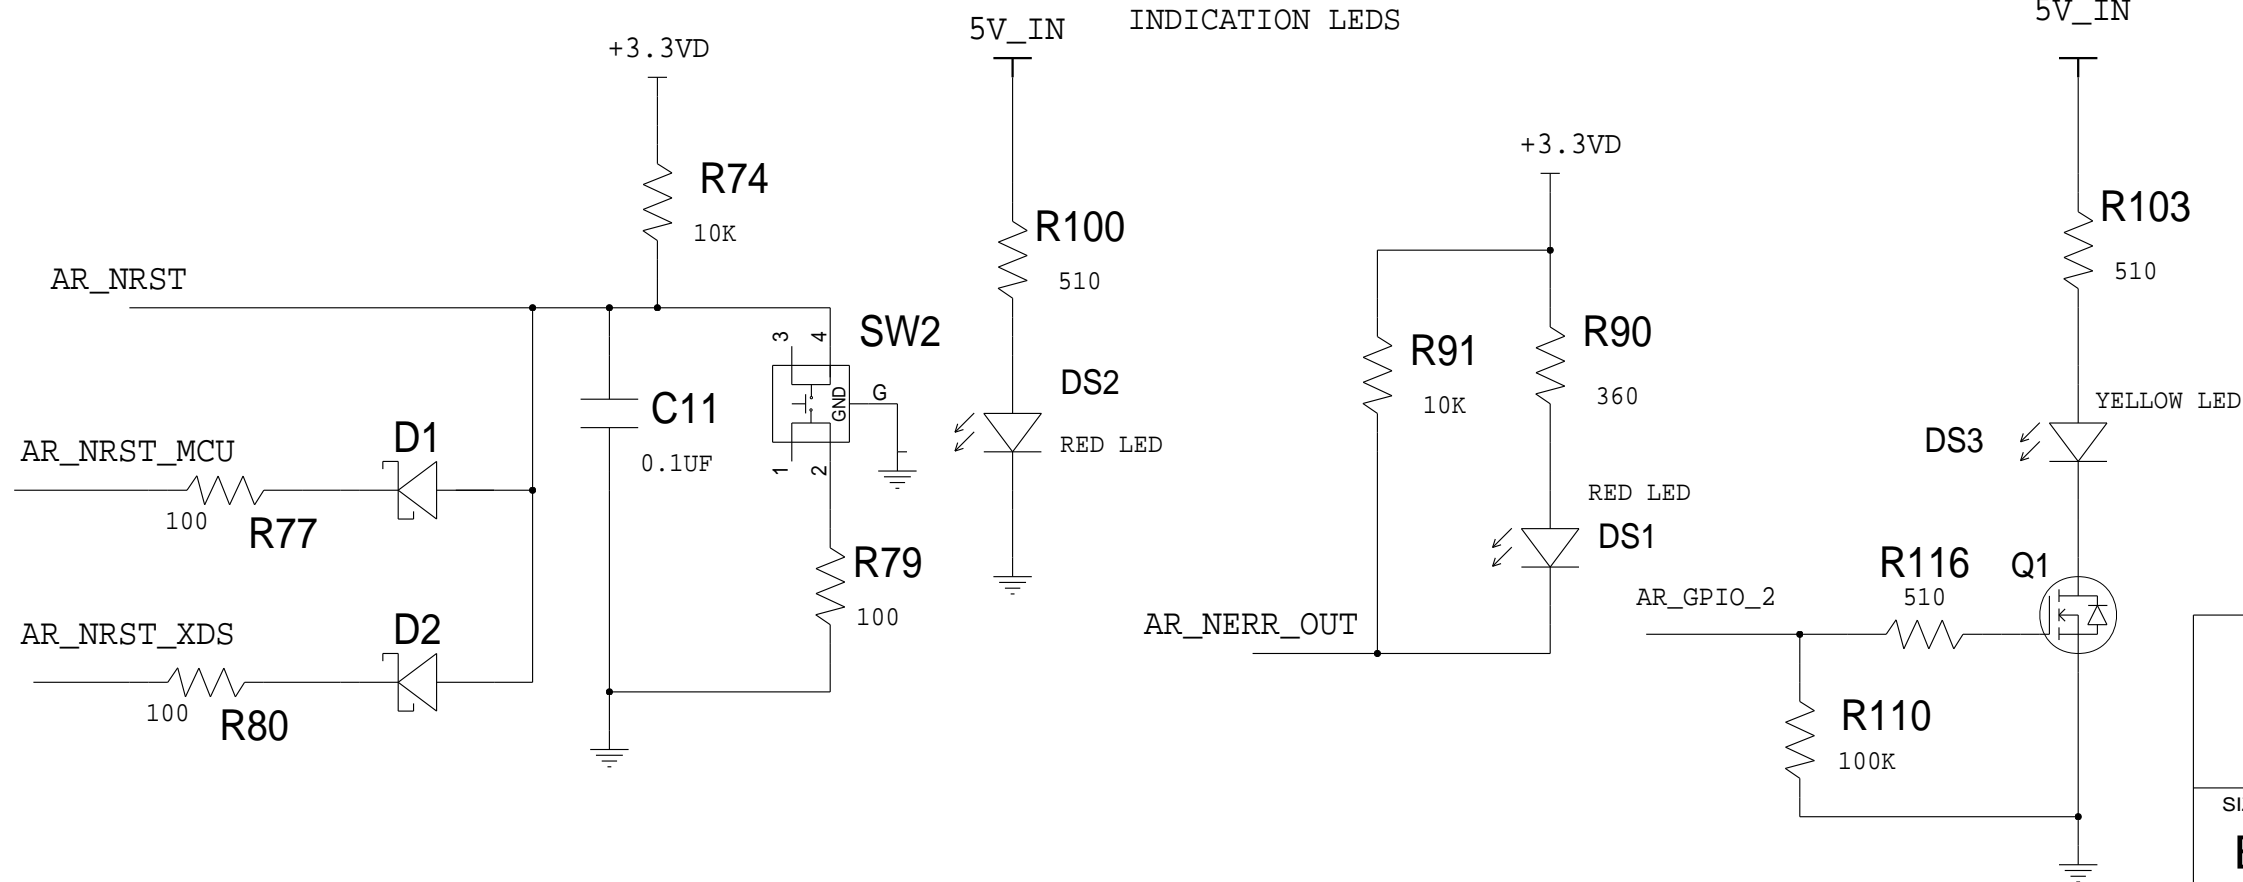 INDICATION LEDS
+3.3VD
R74
10K
AR_NRST
AR_NRST_MCU
100
R77
D1
AR_NRST_XDS
100
R80
D2
C11
0.1UF
3
4
SW2
GND
G
1
2
R79
100
5V_IN
R100
510
DS2
RED LED
+3.3VD
R91
10K
R90
360
RED LED
DS1
AR_NERR_OUT
5V_IN
R103
510
YELLOW LED
DS3
R116
510
Q1
AR_GPIO_2
R110
100K